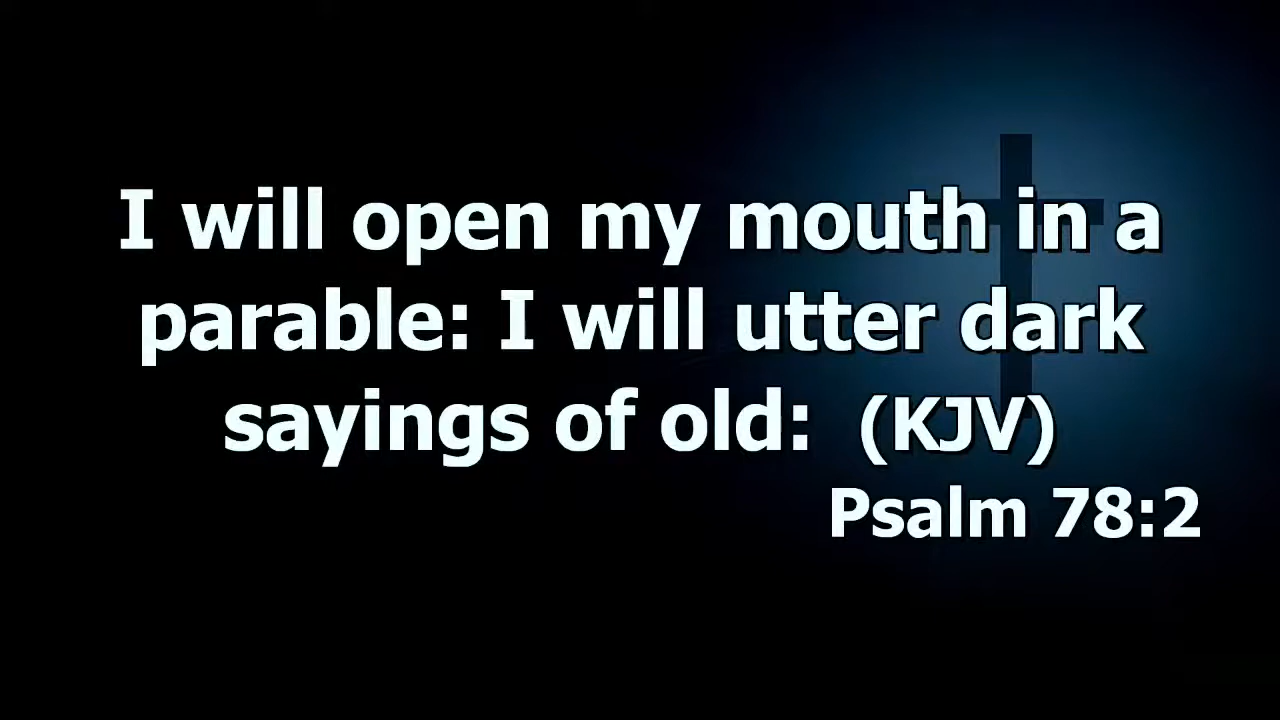 I will open my mouth in a
parable: I will utter dark
sayings of old: (KJV)
Psalm 78:2